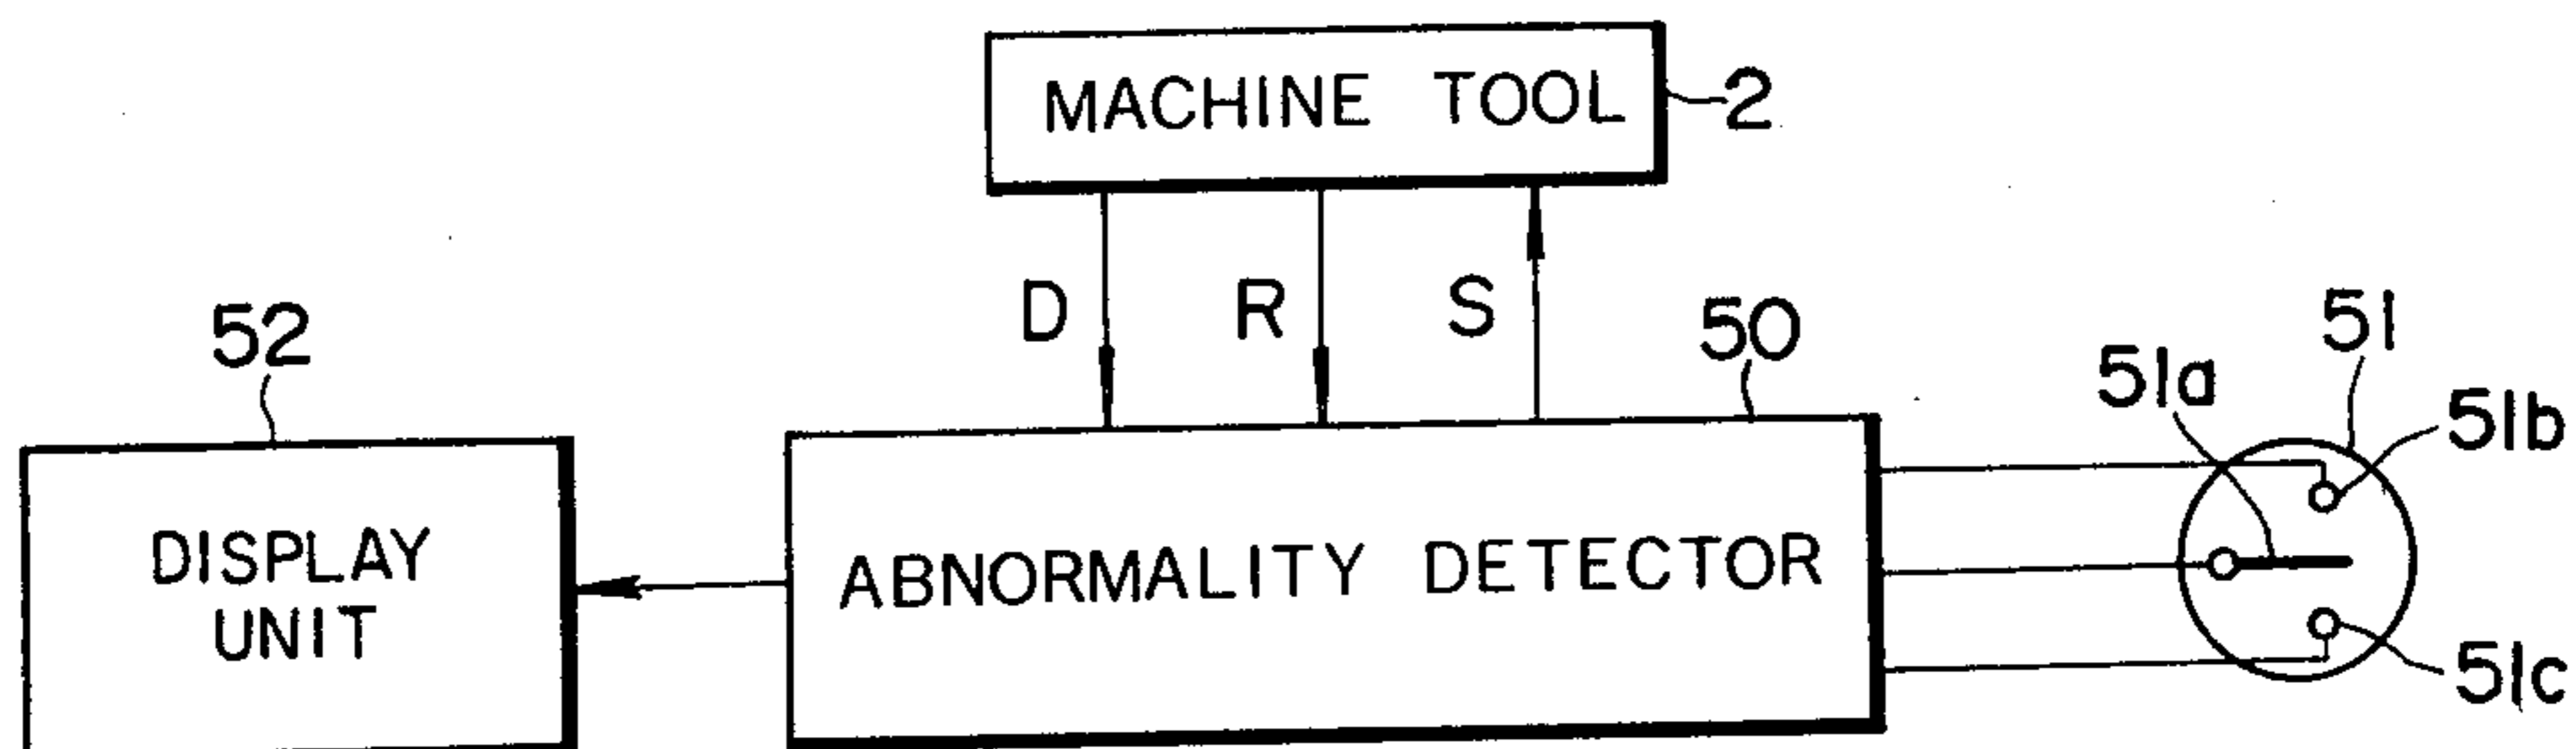 MACHINE TOOL
2
D
R
S
52
50
51
51a
51b
DISPLAY
UNIT
ABNORMALITY DETECTOR
51c